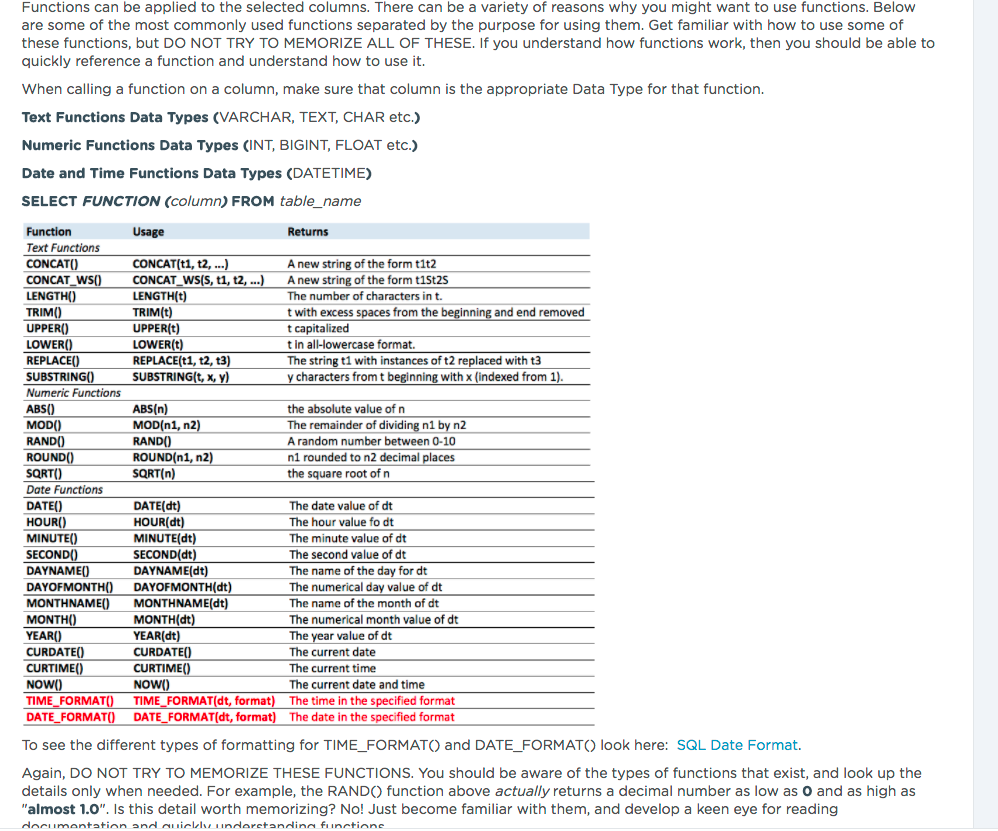 Functions can be applied to the selected columns. There can be a variety of reasons why you might want to use functions. Below
are some of the most commonly used functions separated by the purpose for using them. Get familiar with how to use some of
these functions, but DO NOT TRY TO MEMORIZE ALL OF THESE. If you understand how functions work, then you should be able to
quickly reference a function and understand how to use it.
When calling a function on a column, make sure that column is the appropriate Data Type for that function.
Text Functions Data Types (VARCHAR, TEXT, CHAR etc.)
Numeric Functions Data Types (INT, BIGINT, FLOAT etc.)
Date and Time Functions Data Types (DATETIME)
SELECT FUNCTION (column) FROM table_name
Function Usage Returns
Text Functions
CONCAT() CONCAT(t1, t2, ...) A new string of the form t1t2
CONCAT_WS() CONCAT_WS(S, t1, t2, ...) A new string of the form t1St2S
LENGTH() LENGTH(t) The number of characters in t.
TRIM() TRIM(t) t with excess spaces from the beginning and end removed
UPPER() UPPER(t) t capitalized
LOWER() LOWER(t) t in all-lowercase format.
REPLACE() REPLACE(t1, t2, t3) The string t1 with instances of t2 replaced with t3
SUBSTRING() SUBSTRING(t, x, y) y characters from t beginning with x (indexed from 1).
Numeric Functions
ABS() ABS(n) the absolute value of n
MOD() MOD(n1, n2) The remainder of dividing n1 by n2
RAND() RAND() A random number between 0-10
ROUND() ROUND(n1, n2) n1 rounded to n2 decimal places
SQRT() SQRT(n) the square root of n
Date Functions
DATE() DATE(dt) The date value of dt
HOUR() HOUR(dt) The hour value fo dt
MINUTE() MINUTE(dt) The minute value of dt
SECOND() SECOND(dt) The second value of dt
DAYNAME() DAYNAME(dt) The name of the day for dt
DAYOFMONTH() DAYOFMONTH(dt) The numerical day value of dt
MONTHNAME() MONTHNAME(dt) The name of the month of dt
MONTH() MONTH(dt) The numerical month value of dt
YEAR() YEAR(dt) The year value of dt
CURDATE() CURDATE() The current date
CURTIME() CURTIME() The current time
NOW() NOW() The current date and time
TIME_FORMAT() TIME_FORMAT(dt, format) The time in the specified format
DATE_FORMAT() DATE_FORMAT(dt, format) The date in the specified format
To see the different types of formatting for TIME_FORMAT() and DATE_FORMAT() look here: SQL Date Format.
Again, DO NOT TRY TO MEMORIZE THESE FUNCTIONS. You should be aware of the types of functions that exist, and look up the
details only when needed. For example, the RAND() function above actually returns a decimal number as low as 0 and as high as
"almost 1.0". Is this detail worth memorizing? No! Just become familiar with them, and develop a keen eye for reading
documentation and quickly understanding functions